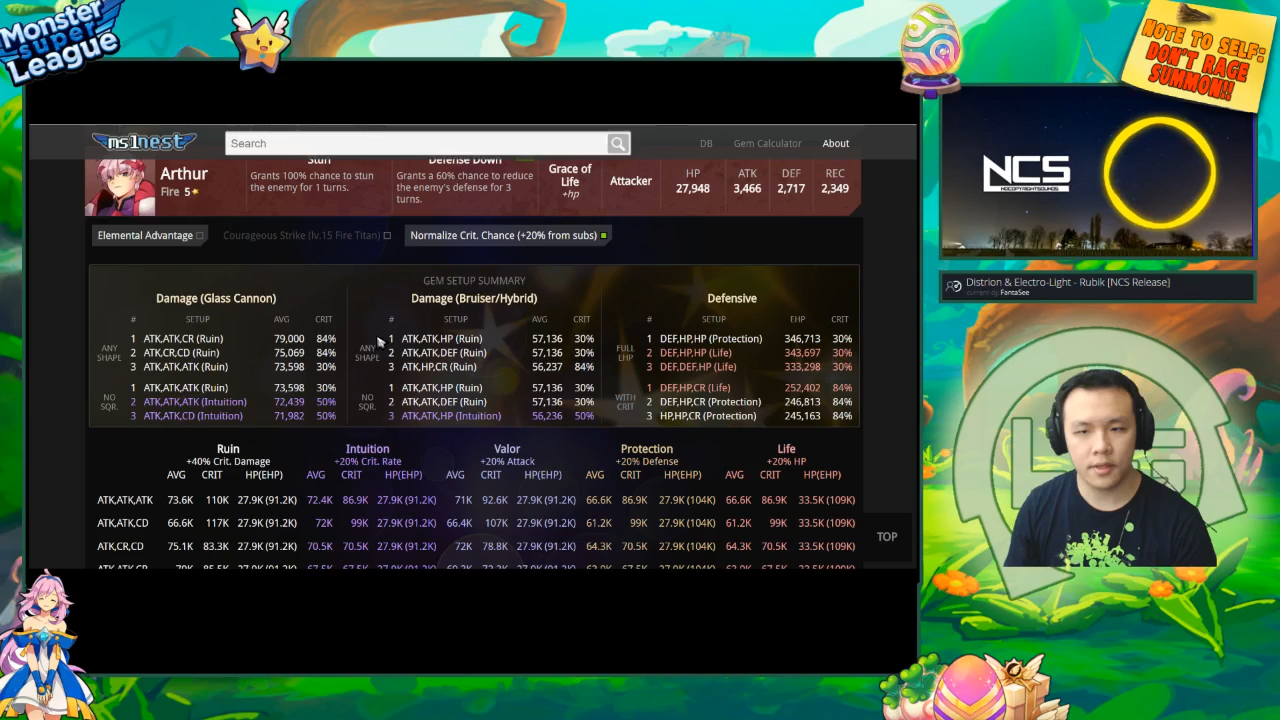 Monster
super
League
NOTE TO SELF:
DON'T RAGE
SUMMON!!
mslnest
Search
DB
Gem Calculator
About
Arthur
Fire 5
Stun
Grants 100% chance to stun
the enemy for 1 turns.
Defense Down
Grants a 60% chance to reduce
the enemy's defense for 3
turns.
Grace of
Life
+hp
Attacker
HP ATK DEF REC
27,948 3,466 2,717 2,349
Elemental Advantage
Courageous Strike (lv.15 Fire Titan)
Normalize Crit. Chance (+20% from subs)
GEM SETUP SUMMARY
Damage (Glass Cannon)
# SETUP AVG CRIT
ANY
SHAPE
1 ATK,ATK,CR (Ruin) 79,000 84%
2 ATK,CR,CD (Ruin) 75,069 84%
3 ATK,ATK,ATK (Ruin) 73,598 30%
NO
SQR.
1 ATK,ATK,ATK (Ruin) 73,598 30%
2 ATK,ATK,ATK (Intuition) 72,439 50%
3 ATK,ATK,CD (Intuition) 71,982 50%
Damage (Bruiser/Hybrid)
# SETUP AVG CRIT
ANY
SHAPE
1 ATK,ATK,HP (Ruin) 57,136 30%
2 ATK,ATK,DEF (Ruin) 57,136 30%
3 ATK,HP,CR (Ruin) 56,237 84%
NO
SQR.
1 ATK,ATK,HP (Ruin) 57,136 30%
2 ATK,ATK,DEF (Ruin) 57,136 30%
3 ATK,ATK,HP (Intuition) 56,236 50%
Defensive
# SETUP EHP CRIT
FULL
EHP
1 DEF,HP,HP (Protection) 346,713 30%
2 DEF,HP,HP (Life) 343,697 30%
3 DEF,DEF,HP (Life) 333,298 30%
WITH
CRIT
1 DEF,HP,CR (Life) 252,402 84%
2 DEF,HP,CR (Protection) 246,813 84%
3 HP,HP,CR (Protection) 245,163 84%
Ruin Intuition Valor Protection Life
+40% Crit. Damage +20% Crit. Rate +20% Attack +20% Defense +20% HP
AVG CRIT HP(EHP) AVG CRIT HP(EHP) AVG CRIT HP(EHP) AVG CRIT HP(EHP) AVG CRIT HP(EHP)
ATK,ATK,ATK 73.6K 110K 27.9K (91.2K) 72.4K 86.9K 27.9K (91.2K) 71K 92.6K 27.9K (91.2K) 66.6K 86.9K 27.9K (104K) 66.6K 86.9K 33.5K (109K)
ATK,ATK,CD 66.6K 117K 27.9K (91.2K) 72K 99K 27.9K (91.2K) 66.4K 107K 27.9K (91.2K) 61.2K 99K 27.9K (104K) 61.2K 99K 33.5K (109K)
ATK,CR,CD 75.1K 83.3K 27.9K (91.2K) 70.5K 70.5K 27.9K (91.2K) 72K 78.8K 27.9K (91.2K) 64.3K 70.5K 27.9K (104K) 64.3K 70.5K 33.5K (109K)
TOP
NCS
NOCOPYRIGHTSOUNDS
Distrion & Electro-Light - Rubik [NCS Release]
FantaSee